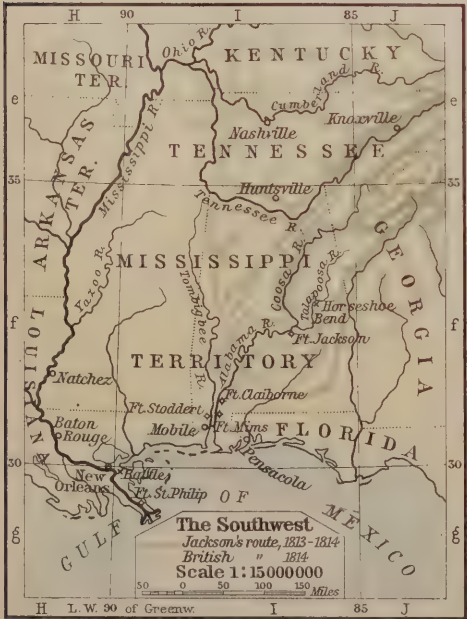 H 90 I 85 J
MISSOURI
TER.
Ohio R.
KENTUCKY
e
Cumberland R.
e
Nashville
Knoxville
ARKANSAS
TER.
Mississippi R.
TENNESSEE
35
Huntsville
35
Tennessee R.
MISSISSIPPI
Yazoo R.
Tombigbee R.
Coosa R.
Talapoosa R.
GEORGIA
f
Horseshoe
Bend
f
Ft. Jackson
Alabama R.
TERRITORY
LOUISIANA
Natchez
Ft. Claiborne
Ft. Stoddert
Mobile
Ft. Mims
FLORIDA
Baton
Rouge
30
Pensacola
30
New
Orleans
Battle
Ft. St. Philip
GULF OF MEXICO
g
g
The Southwest
Jackson's route, 1813-1814
British " 1814
Scale 1:15000000
50 0 50 100 150 Miles
H L.W. 90 of Greenw. I 85 J